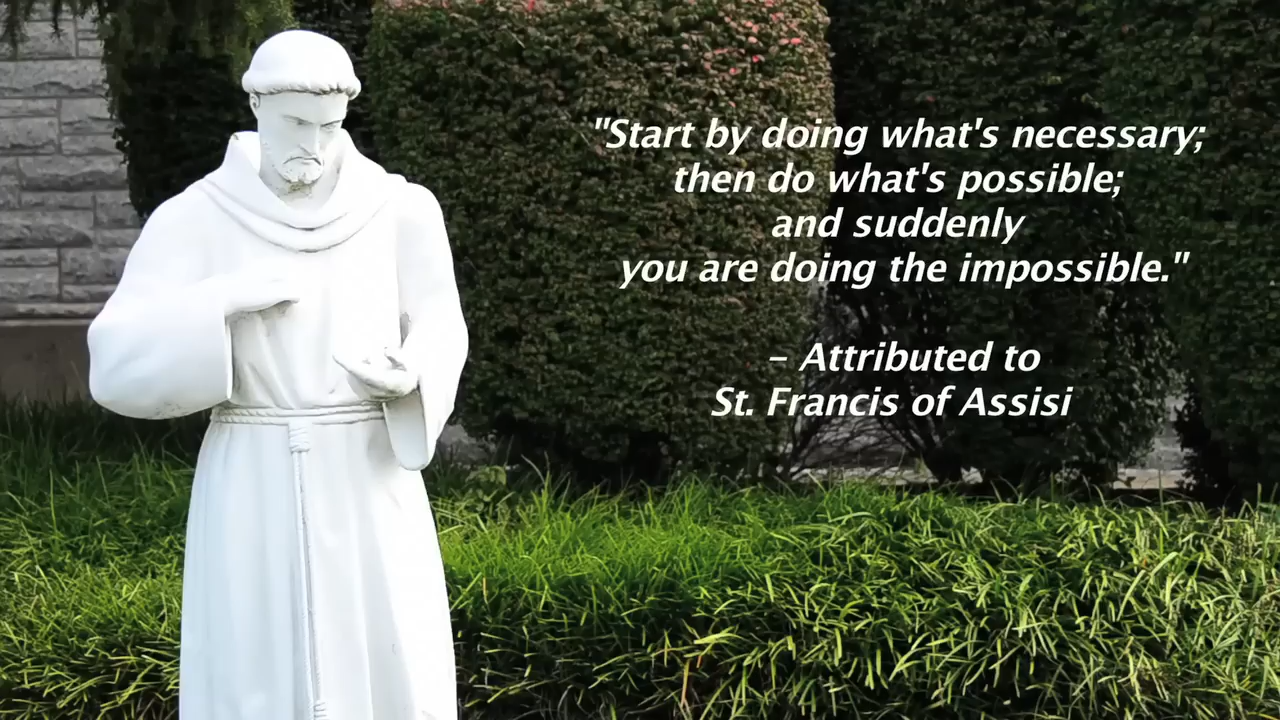 "Start by doing what's necessary;
then do what's possible;
and suddenly
you are doing the impossible."
– Attributed to
St. Francis of Assisi